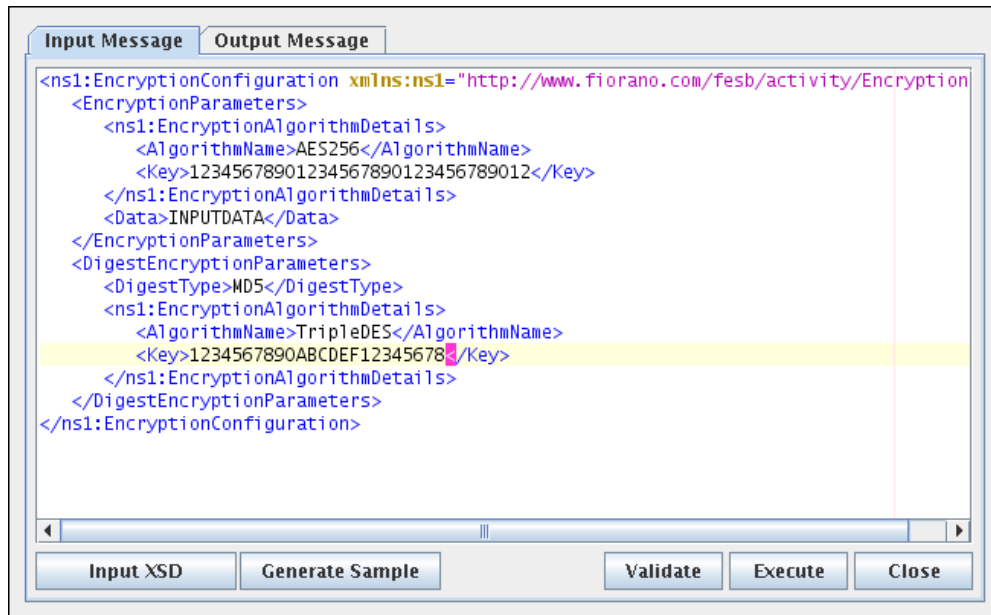 Input Message Output Message
<ns1:EncryptionConfiguration xmlns:ns1="http://www.fiorano.com/fesb/activity/Encryption
<EncryptionParameters>
<ns1:EncryptionAlgorithmDetails>
<AlgorithmName>AES256</AlgorithmName>
<Key>12345678901234567890123456789012</Key>
</ns1:EncryptionAlgorithmDetails>
<Data>INPUTDATA</Data>
</EncryptionParameters>
<DigestEncryptionParameters>
<DigestType>MD5</DigestType>
<ns1:EncryptionAlgorithmDetails>
<AlgorithmName>TripleDES</AlgorithmName>
<Key>1234567890ABCDEF12345678</Key>
</ns1:EncryptionAlgorithmDetails>
</DigestEncryptionParameters>
</ns1:EncryptionConfiguration>
Input XSD Generate Sample Validate Execute Close